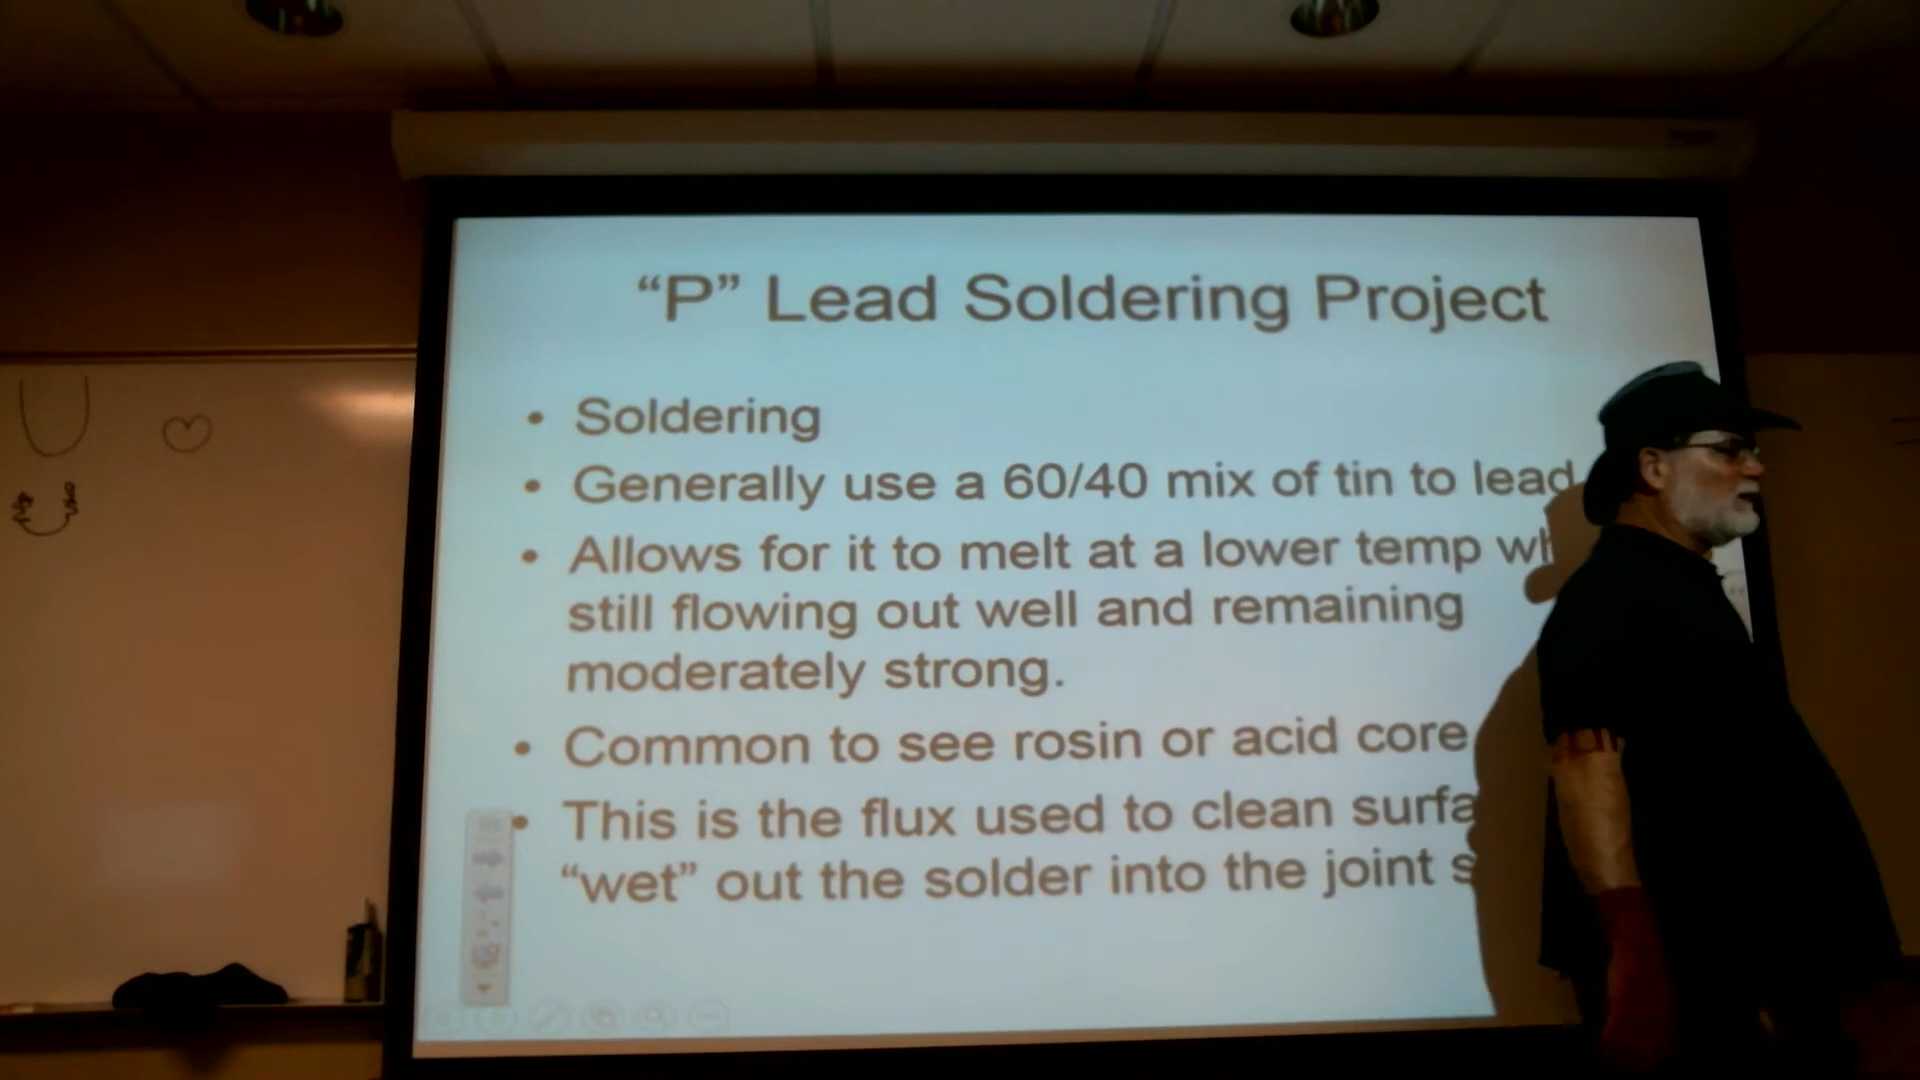 “P” Lead Soldering Project
• Soldering
• Generally use a 60/40 mix of tin to lead
• Allows for it to melt at a lower temp
still flowing out well and remaining
moderately strong.
• Common to see rosin or acid core
• This is the flux used to clean
“wet” out the solder into the joint